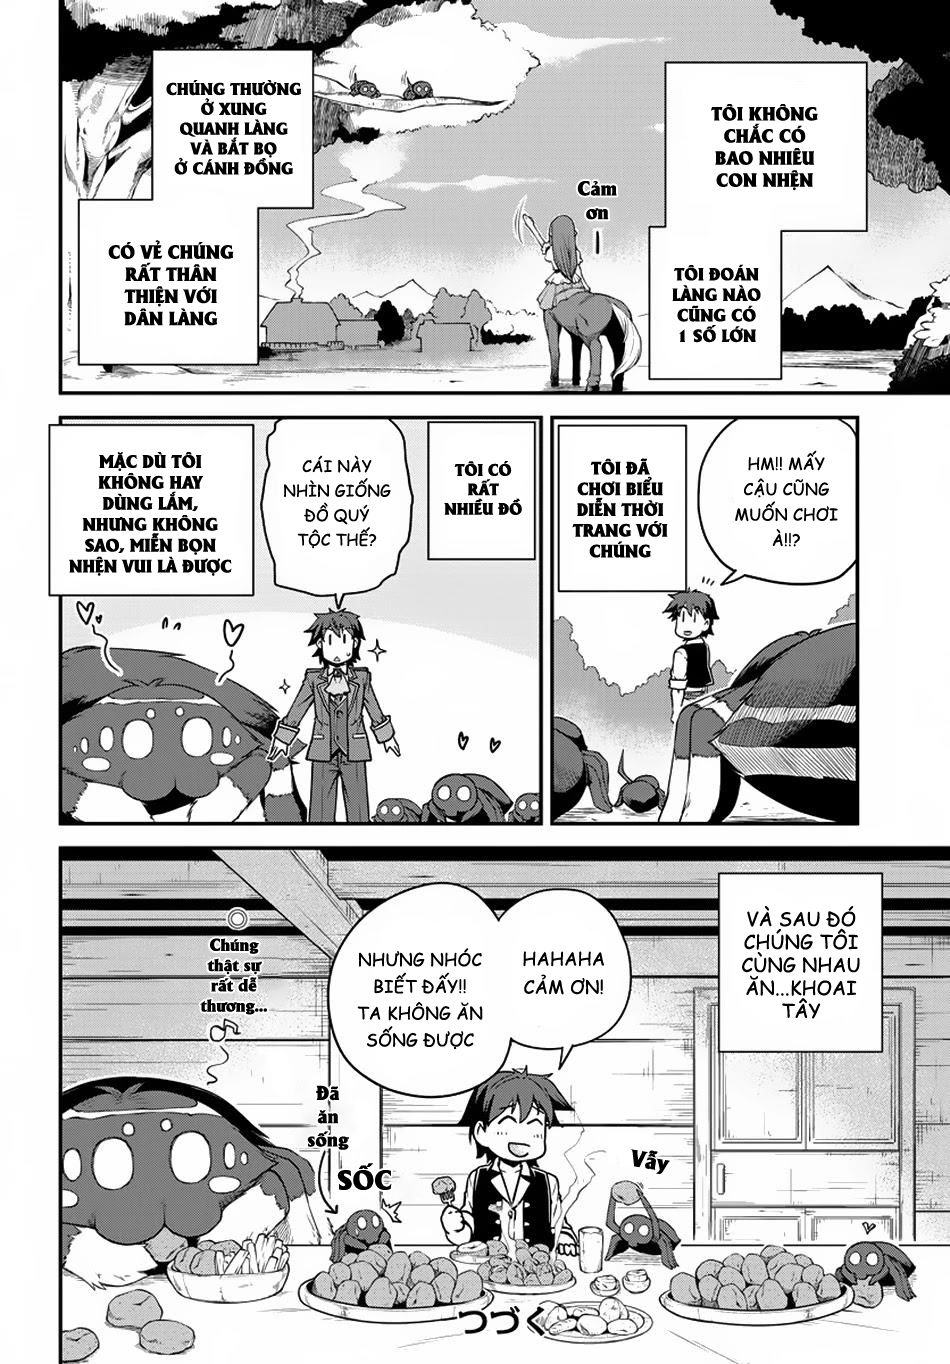 TÔI KHÔNG
CHẮC CÓ
BAO NHIÊU
CON NHỆN
TÔI ĐOÁN
LÀNG NÀO
CŨNG CÓ
1 SỐ LỚN
Cảm
ơn
CHÚNG THƯỜNG
Ở XUNG
QUANH LÀNG
VÀ BẮT BỌ
Ở CÁNH ĐỒNG
CÓ VẺ CHÚNG
RẤT THÂN
THIỆN VỚI
DÂN LÀNG
HM!! MẤY
CẬU CŨNG
MUỐN CHƠI
À!!?
TÔI ĐÃ
CHƠI BIỂU
DIỄN THỜI
TRANG VỚI
CHÚNG
TÔI CÓ
RẤT
NHIỀU ĐỒ
CÁI NÀY
NHÌN GIỐNG
ĐỒ QUÝ
TỘC THẾ?
MẶC DÙ TÔI
KHÔNG HAY
DÙNG LẮM,
NHƯNG KHÔNG
SAO, MIỄN BỌN
NHỆN VUI LÀ ĐƯỢC
VÀ SAU ĐÓ
CHÚNG TÔI
CÙNG NHAU
ĂN...KHOAI
TÂY
HAHAHA
CẢM ƠN!
NHƯNG NHÓC
BIẾT ĐẤY!!
TA KHÔNG ĂN
SỐNG ĐƯỢC
Chúng
thật sự
rất dễ
thương...
Đã
ăn
sống
SỐC
Vẫy
つづく